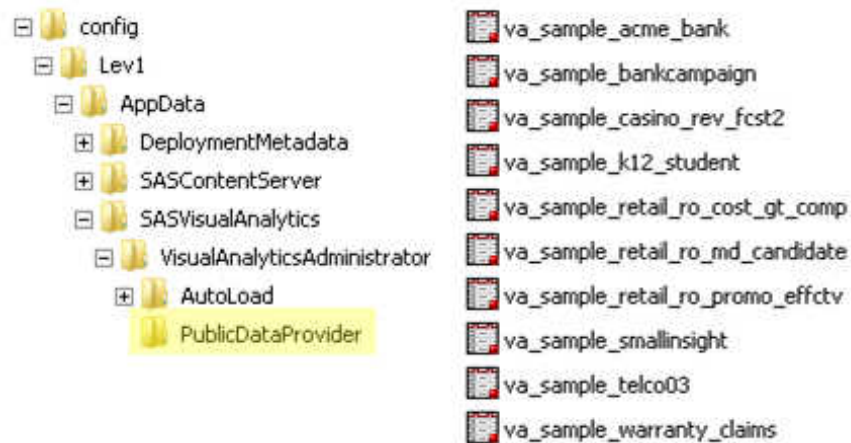 config
Lev1
AppData
DeploymentMetadata
SASContentServer
SASVisualAnalytics
VisualAnalyticsAdministrator
AutoLoad
PublicDataProvider
va_sample_acme_bank
va_sample_bankcampaign
va_sample_casino_rev_fcst2
va_sample_k12_student
va_sample_retail_ro_cost_gt_comp
va_sample_retail_ro_md_candidate
va_sample_retail_ro_promo_effctv
va_sample_smallinsight
va_sample_telco03
va_sample_warranty_claims